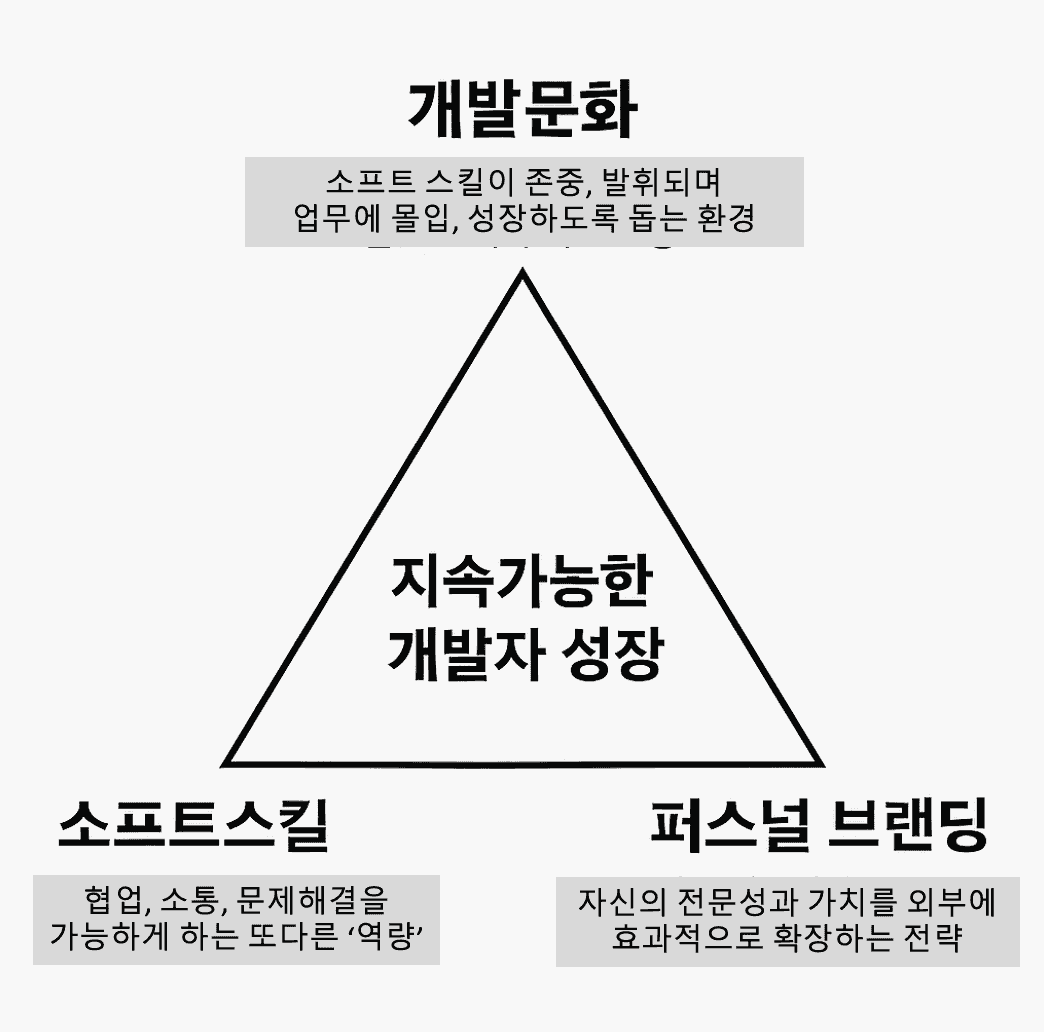 개발문화
소프트 스킬이 존중, 발휘되며
업무에 몰입, 성장하도록 돕는 환경
지속가능한
개발자 성장
소프트스킬
협업, 소통, 문제해결을
가능하게 하는 또다른 ‘역량’
퍼스널 브랜딩
자신의 전문성과 가치를 외부에
효과적으로 확장하는 전략